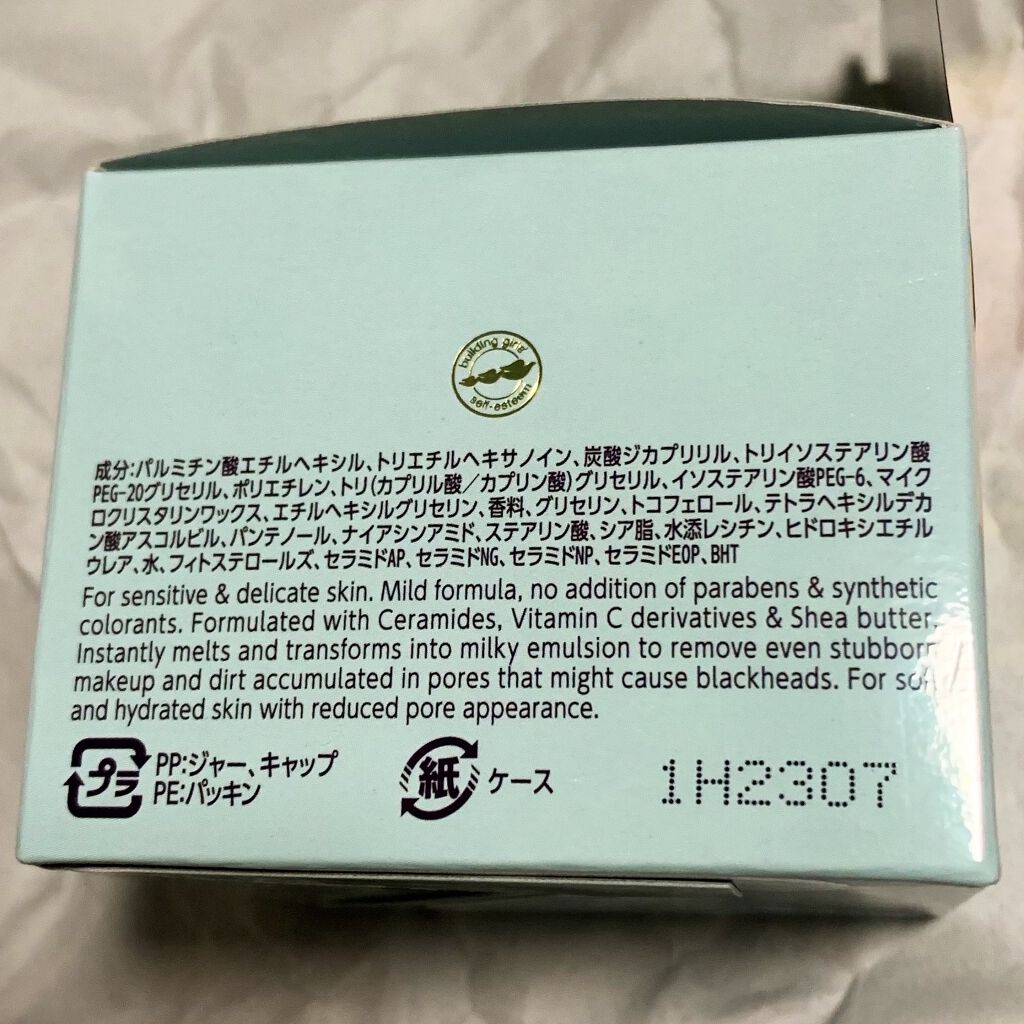 building girls'
self-esteem
成分:パルミチン酸エチルヘキシル、トリエチルヘキサノイン、炭酸ジカプリリル、トリイソステアリン酸
PEG-20グリセリル、ポリエチレン、トリ(カプリル酸/カプリン酸)グリセリル、イソステアリン酸PEG-6、マイク
ロクリスタリンワックス、エチルヘキシルグリセリン、香料、グリセリン、トコフェロール、テトラヘキシルデカ
ン酸アスコルビル、パンテノール、ナイアシンアミド、ステアリン酸、シア脂、水添レシチン、ヒドロキシエチル
ウレア、水、フィトステロールズ、セラミドAP、セラミドNG、セラミドNP、セラミドEOP、BHT
For sensitive & delicate skin. Mild formula, no addition of parabens & synthetic
colorants. Formulated with Ceramides, Vitamin C derivatives & Shea butter.
Instantly melts and transforms into milky emulsion to remove even stubborn
makeup and dirt accumulated in pores that might cause blackheads. For soft
and hydrated skin with reduced pore appearance.
プラ PP:ジャー、キャップ
PE:パッキン
紙 ケース
1H2307